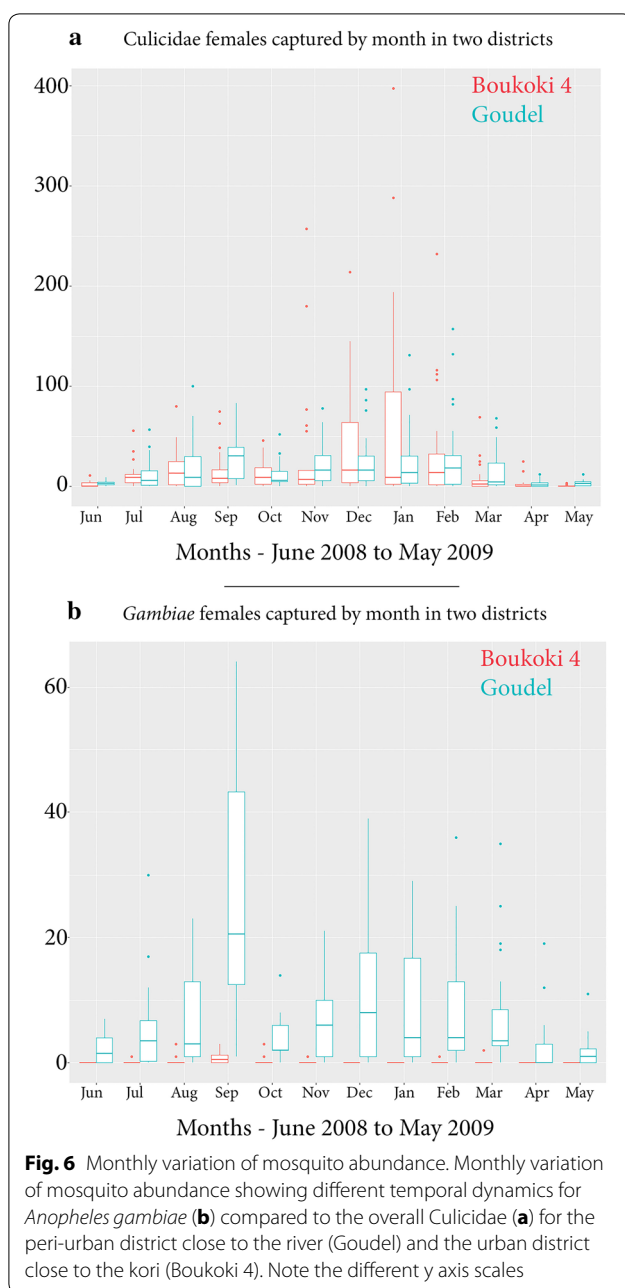 a Culicidae females captured by month in two districts
Boukoki 4
Goudel
400
300
200
100
0
Jun Jul Aug Sep Oct Nov Dec Jan Feb Mar Apr May
Months - June 2008 to May 2009
b Gambiae females captured by month in two districts
Boukoki 4
Goudel
60
40
20
0
Jun Jul Aug Sep Oct Nov Dec Jan Feb Mar Apr May
Months - June 2008 to May 2009
Fig. 6 Monthly variation of mosquito abundance. Monthly variation
of mosquito abundance showing different temporal dynamics for
Anopheles gambiae (b) compared to the overall Culicidae (a) for the
peri-urban district close to the river (Goudel) and the urban district
close to the kori (Boukoki 4). Note the different y axis scales